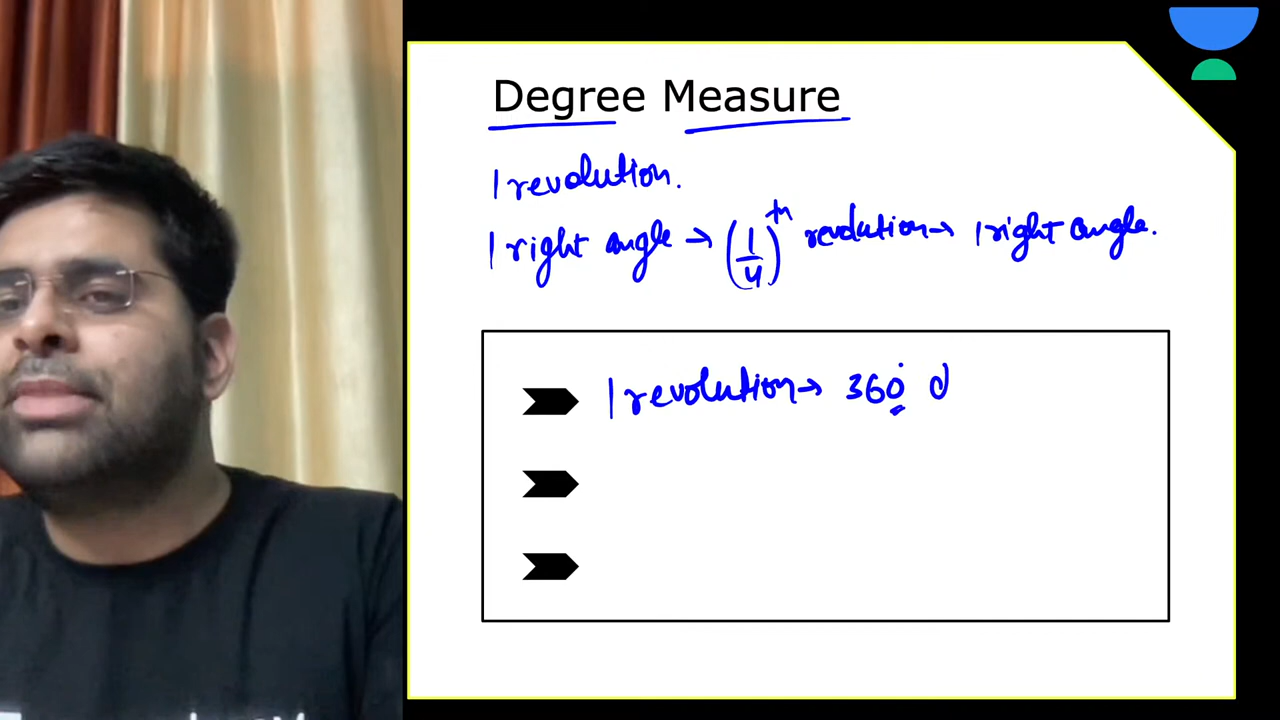 Degree Measure
1 revolution.
1 right angle → (1/4)th revolution → 1 right angle.
1 revolution → 360° d